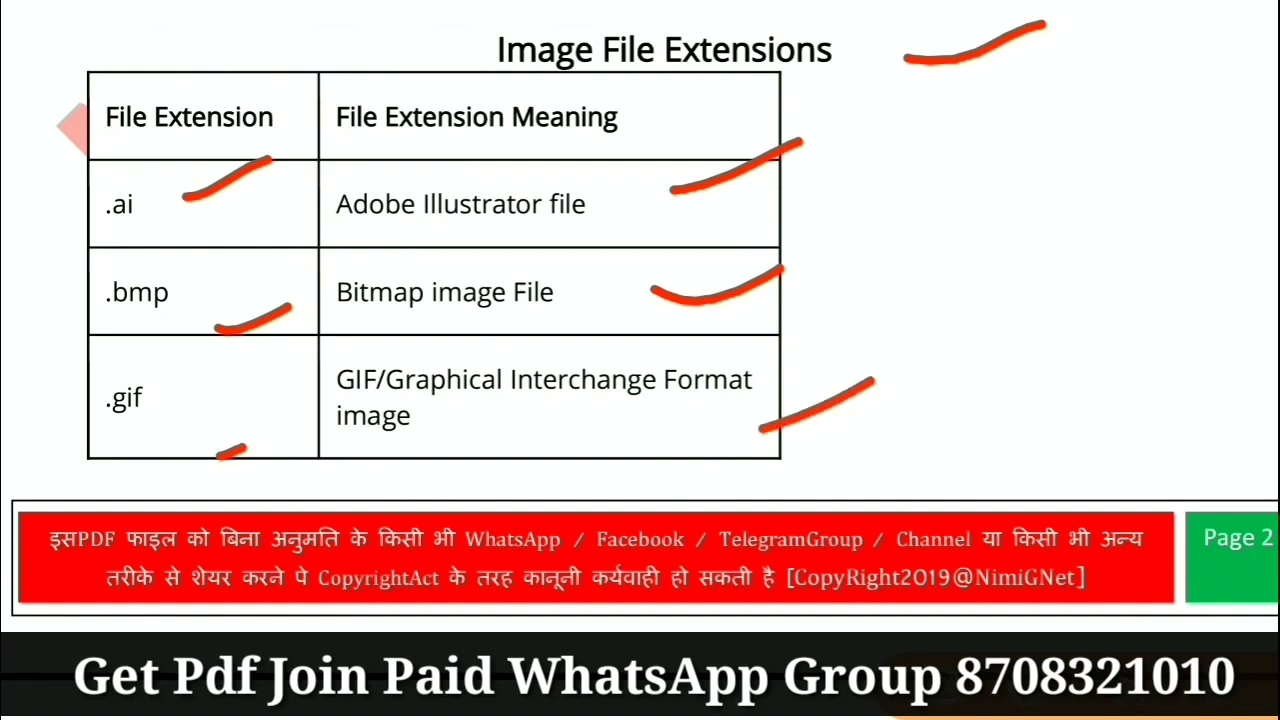 Image File Extensions
File Extension
File Extension Meaning
.ai
Adobe Illustrator file
.bmp
Bitmap image File
.gif
GIF/Graphical Interchange Format
image
इसPDF फाइल को बिना अनुमति के किसी भी WhatsApp / Facebook / TelegramGroup / Channel या किसी भी अन्य
तरीके से शेयर करने पे CopyrightAct के तरह कानूनी कर्यवाही हो सकती है [CopyRight2019@NimiGNet]
Page 2
Get Pdf Join Paid WhatsApp Group 8708321010